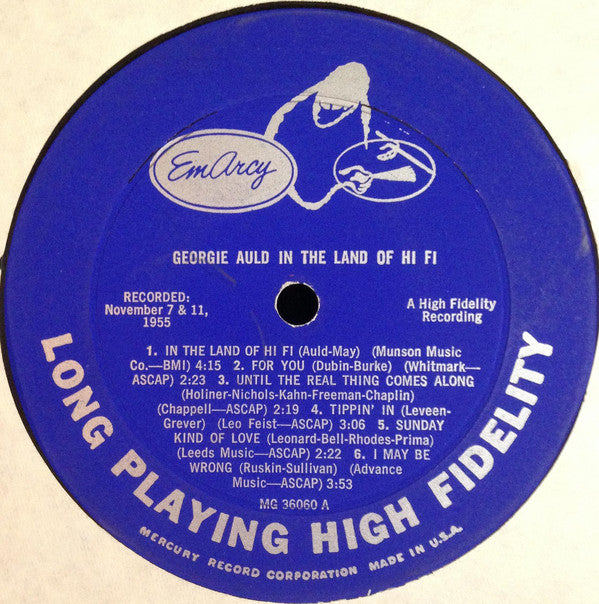 EmArcy
GEORGIE AULD IN THE LAND OF HI FI
RECORDED:
November 7 & 11,
1955
A High Fidelity
Recording
1. IN THE LAND OF HI FI (Auld-May) (Munson Music
Co.—BMI) 4:15 2. FOR YOU (Dubin-Burke) (Whitmark—
ASCAP) 2:23 3. UNTIL THE REAL THING COMES ALONG
(Holiner-Nichols-Kahn-Freeman-Chaplin)
(Chappell—ASCAP) 2:19 4. TIPPIN' IN (Leveen-
Grever) (Leo Feist—ASCAP) 3:06 5. SUNDAY
KIND OF LOVE (Leonard-Bell-Rhodes-Prima)
(Leeds Music—ASCAP) 2:22 6. I MAY BE
WRONG (Ruskin-Sullivan) (Advance
Music—ASCAP) 3:53
MG 36060 A
LONG PLAYING HIGH FIDELITY
MERCURY RECORD CORPORATION MADE IN U.S.A.